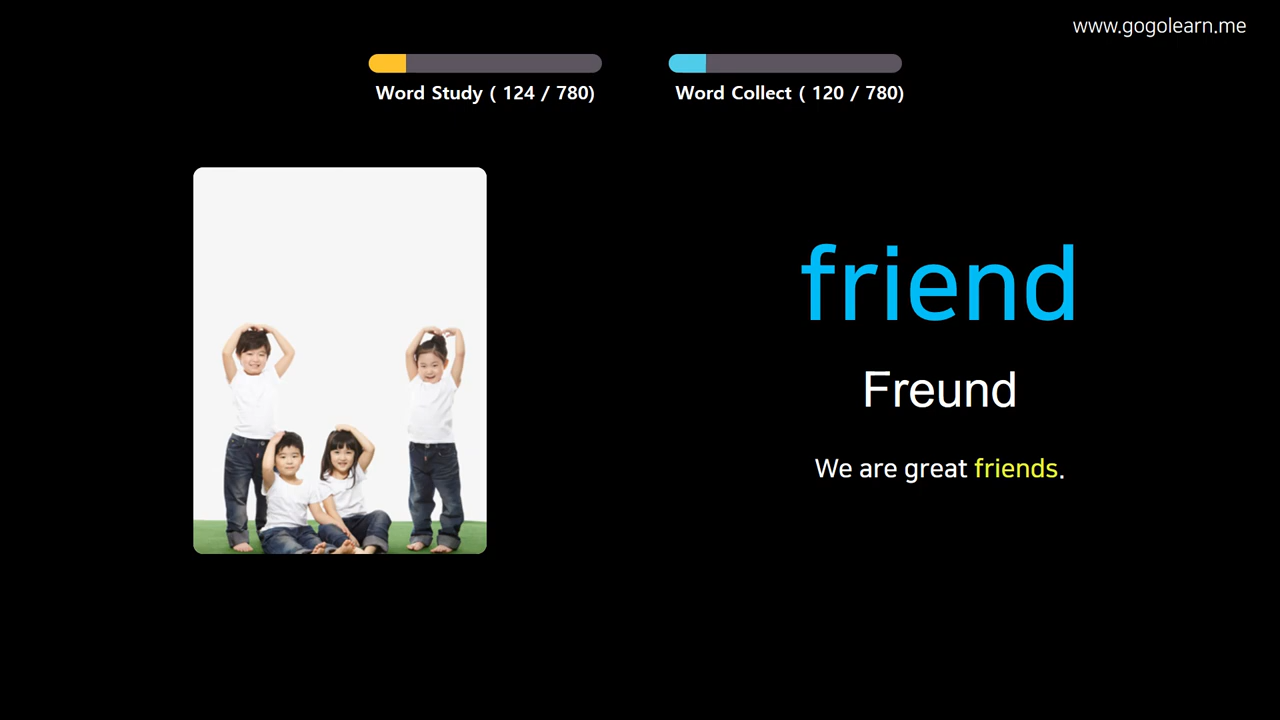 www.gogolearn.me
Word Study ( 124 / 780)
Word Collect ( 120 / 780)
friend
Freund
We are great friends.